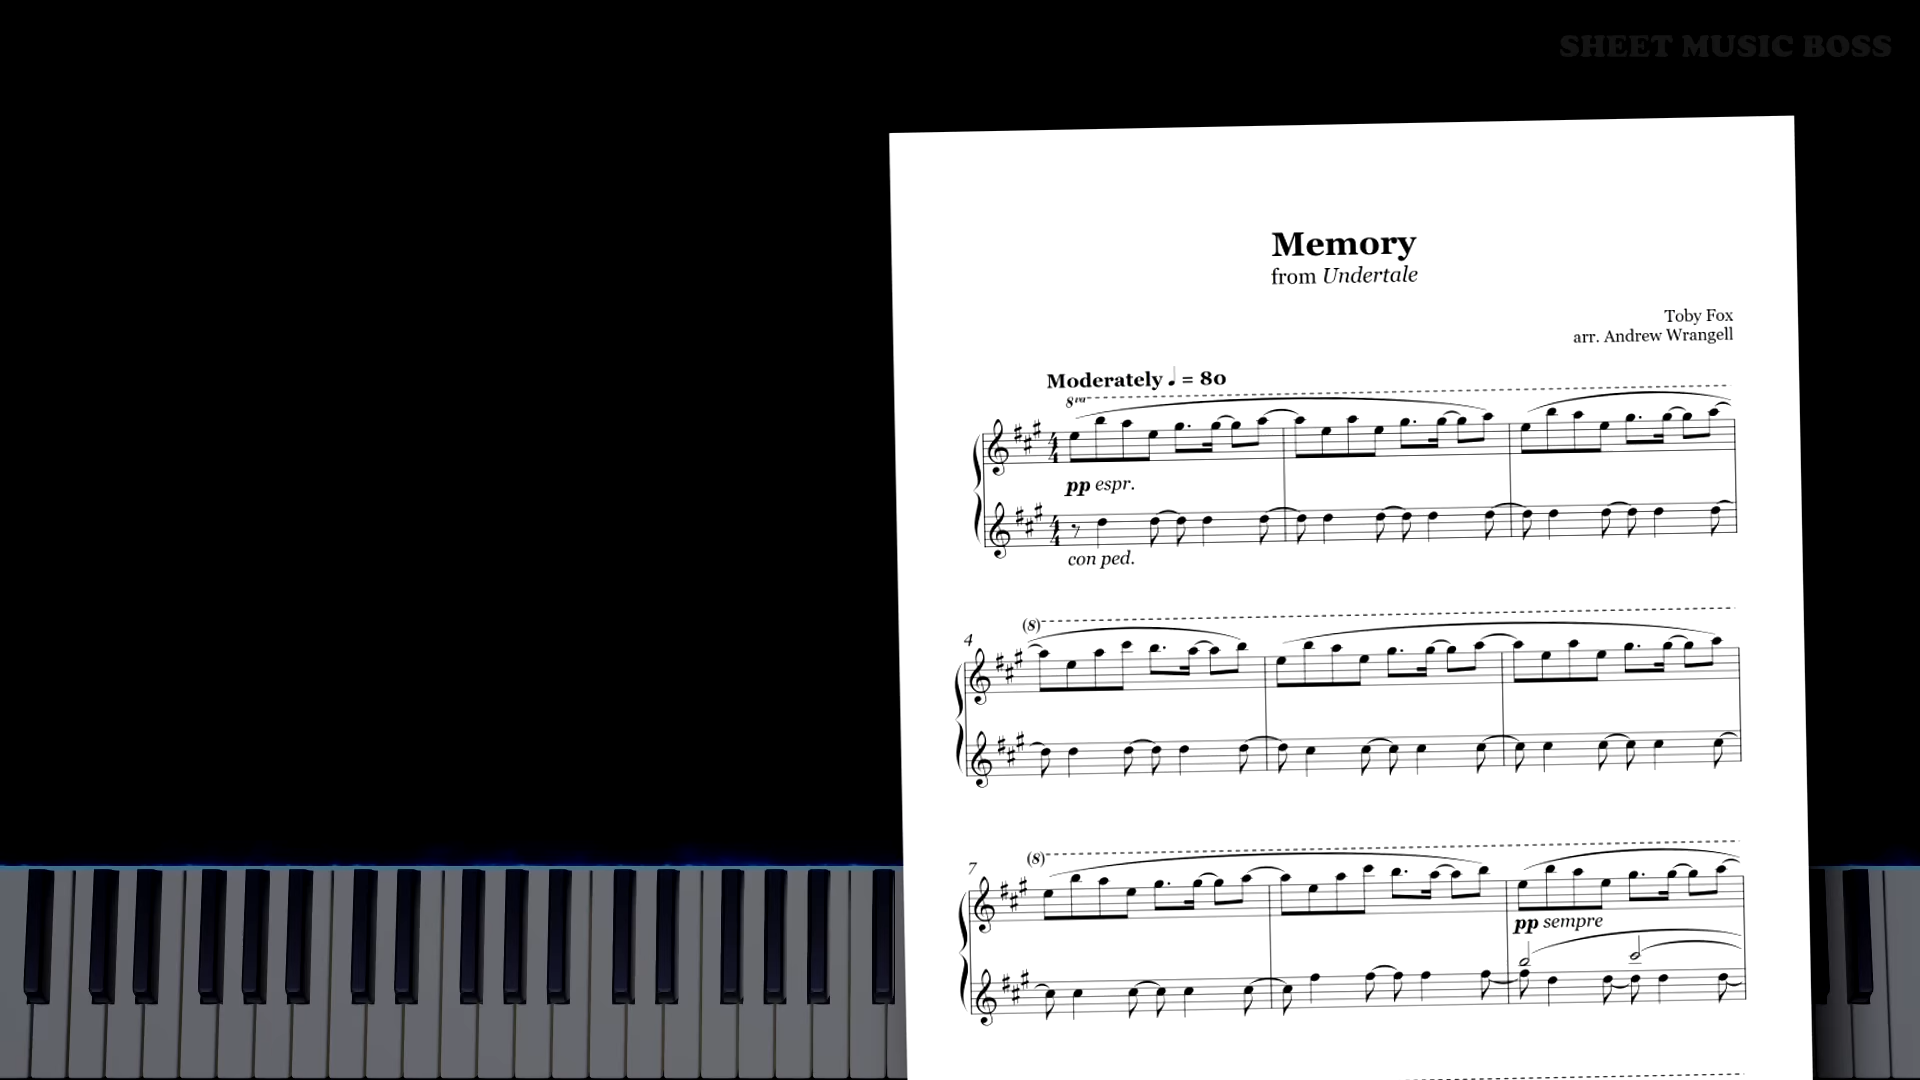 SHEET MUSIC BOSS
Memory
from Undertale
Toby Fox
arr. Andrew Wrangell
Moderately ♩ = 80
8va
pp espr.
con ped.
4
(8)
7
(8)
pp sempre